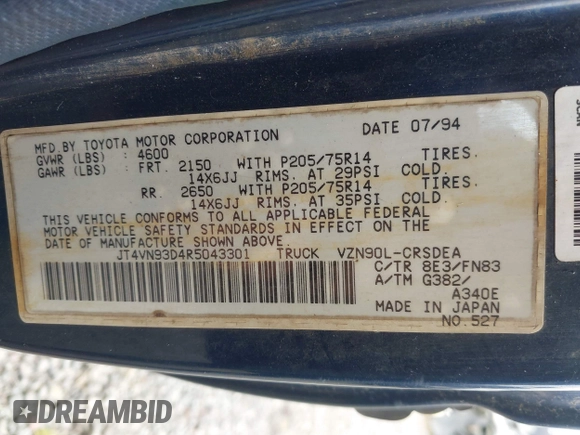 MFD.BY TOYOTA MOTOR CORPORATION DATE 07/94
GVWR (LBS) : 4600
GAWR (LBS) : FRT. 2150 WITH P205/75R14 TIRES.
14X6JJ RIMS. AT 29PSI COLD.
RR. 2650 WITH P205/75R14 TIRES.
14X6JJ RIMS. AT 35PSI COLD.
THIS VEHICLE CONFORMS TO ALL APPLICABLE FEDERAL
MOTOR VEHICLE SAFETY STANDARDS IN EFFECT ON THE
DATE OF MANUFACTURE SHOWN ABOVE.
JT4VN93D4R5043301 TRUCK VZN90L-CRSDEA
C/TR 8E3/FN83
A/TM G382/
A340E
MADE IN JAPAN
NO.527
DREAMBID